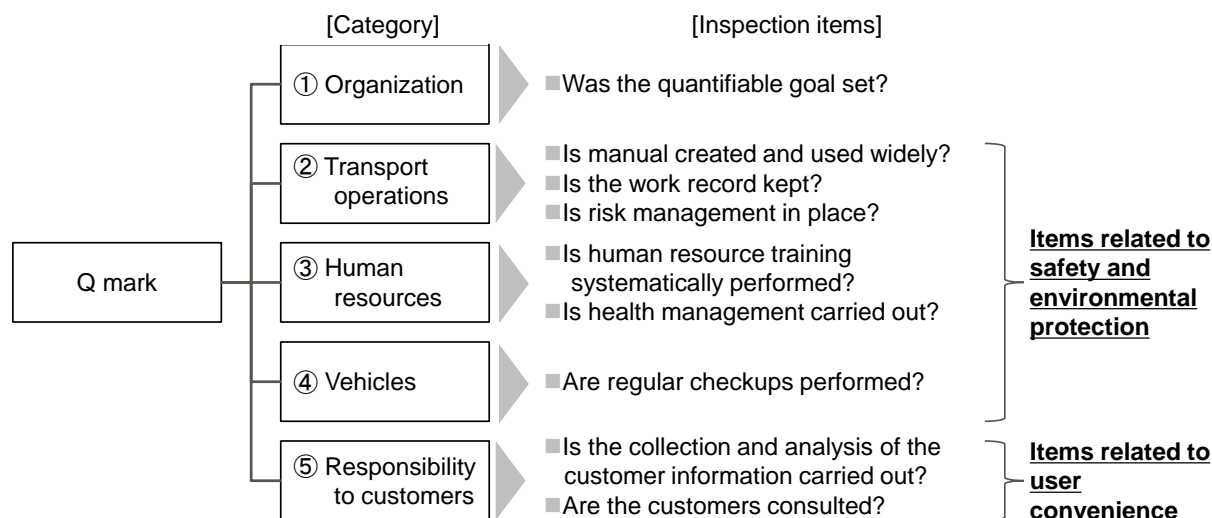 [Category]
[Inspection items]
① Organization
■Was the quantifiable goal set?
② Transport
operations
■Is manual created and used widely?
■Is the work record kept?
■Is risk management in place?
Q mark
③ Human
resources
■Is human resource training
systematically performed?
■Is health management carried out?
④ Vehicles
■Are regular checkups performed?
Items related to
safety and
environmental
protection
⑤ Responsibility
to customers
■Is the collection and analysis of the
customer information carried out?
■Are the customers consulted?
Items related to
user
convenience